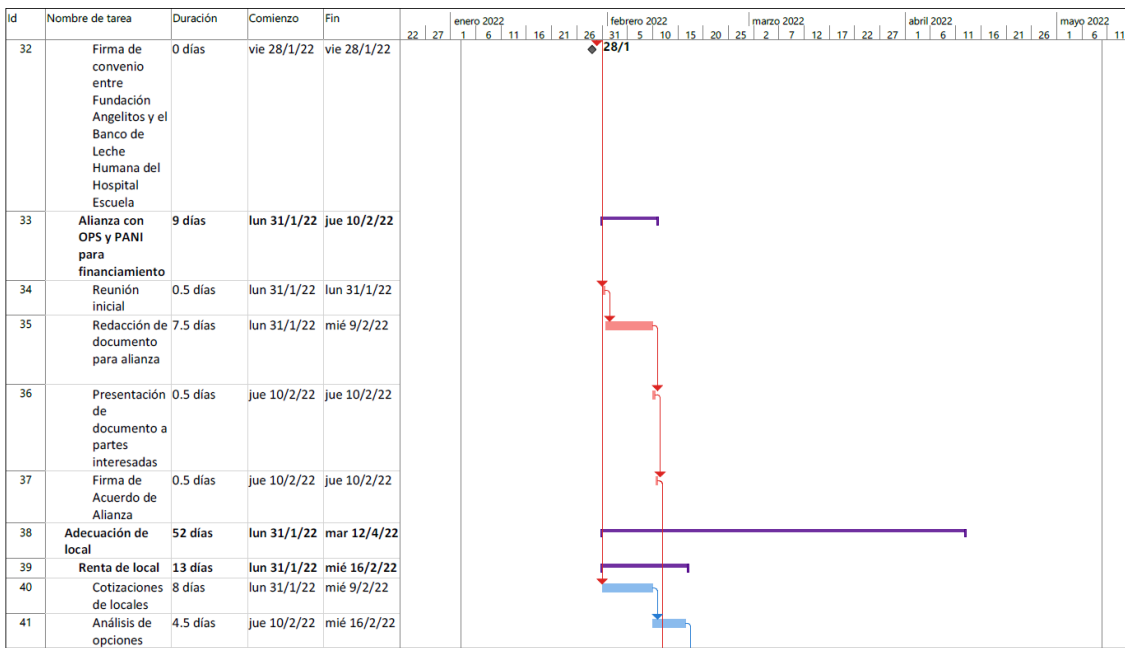 Id Nombre de tarea Duración Comienzo Fin
enero 2022 febrero 2022 marzo 2022 abril 2022 mayo 2022
22 27 1 6 11 16 21 26 31 5 10 15 20 25 2 7 12 17 22 27 1 6 11 16 21 26 1 6 11
32 Firma de 0 días vie 28/1/22 vie 28/1/22 28/1
convenio
entre
Fundación
Angelitos y el
Banco de
Leche
Humana del
Hospital
Escuela
33 Alianza con 9 días lun 31/1/22 jue 10/2/22
OPS y PANI
para
financiamiento
34 Reunión 0.5 días lun 31/1/22 lun 31/1/22
inicial
35 Redacción de 7.5 días lun 31/1/22 mié 9/2/22
documento
para alianza
36 Presentación 0.5 días jue 10/2/22 jue 10/2/22
de
documento a
partes
interesadas
37 Firma de 0.5 días jue 10/2/22 jue 10/2/22
Acuerdo de
Alianza
38 Adecuación de 52 días lun 31/1/22 mar 12/4/22
local
39 Renta de local 13 días lun 31/1/22 mié 16/2/22
40 Cotizaciones 8 días lun 31/1/22 mié 9/2/22
de locales
41 Análisis de 4.5 días jue 10/2/22 mié 16/2/22
opciones